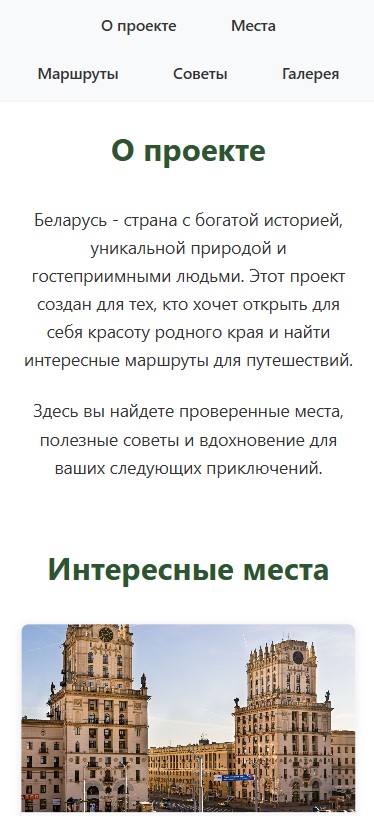 О проекте Места
Маршруты Советы Галерея
О проекте
Беларусь - страна с богатой историей,
уникальной природой и
гостеприимными людьми. Этот проект
создан для тех, кто хочет открыть для
себя красоту родного края и найти
интересные маршруты для путешествий.
Здесь вы найдете проверенные места,
полезные советы и вдохновение для
ваших следующих приключений.
Интересные места